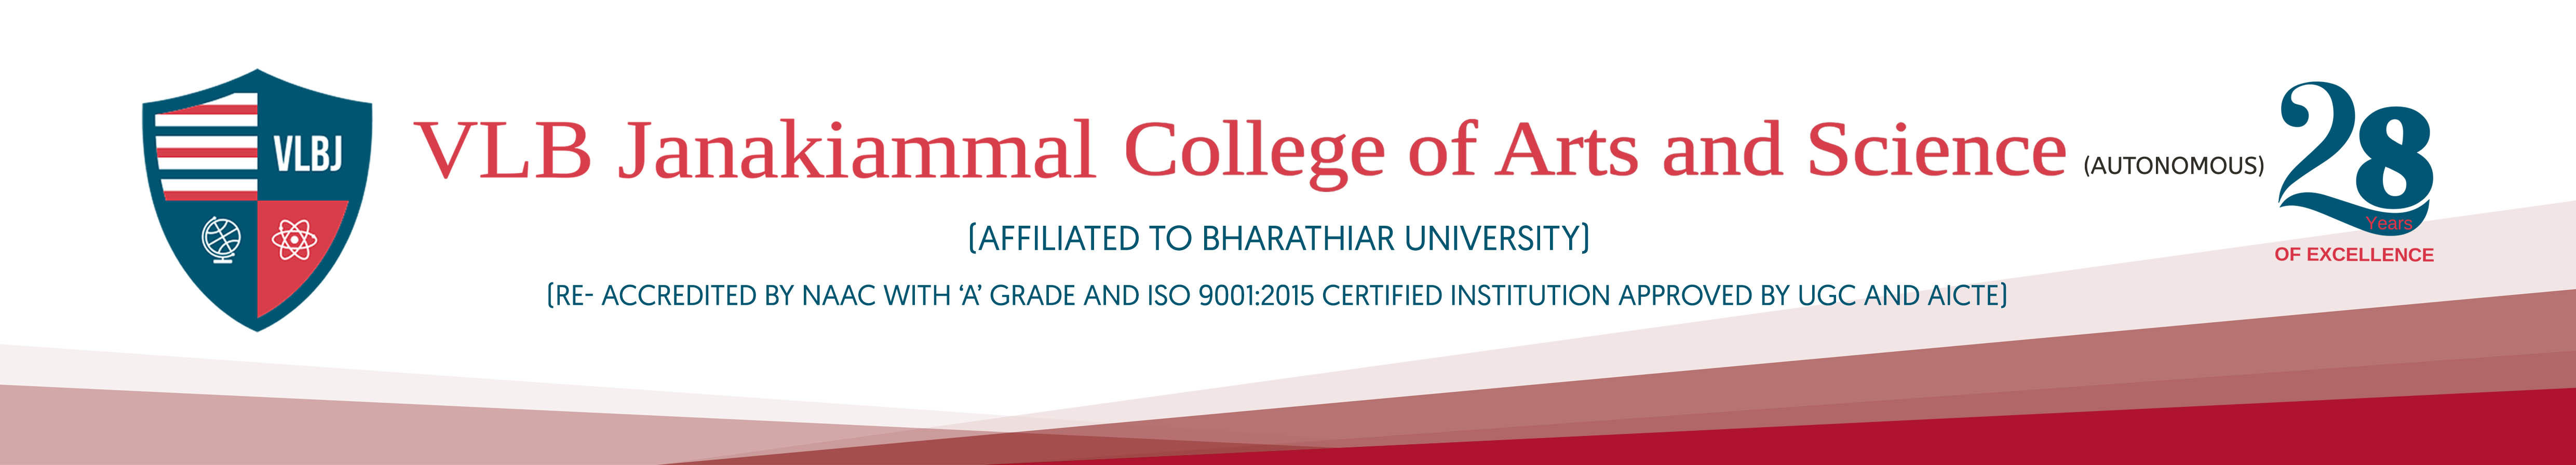 VLBJ
VLB Janakiammal College of Arts and Science (AUTONOMOUS)
28
Years
OF EXCELLENCE
(AFFILIATED TO BHARATHIAR UNIVERSITY)
(RE- ACCREDITED BY NAAC WITH ‘A’ GRADE AND ISO 9001:2015 CERTIFIED INSTITUTION APPROVED BY UGC AND AICTE)